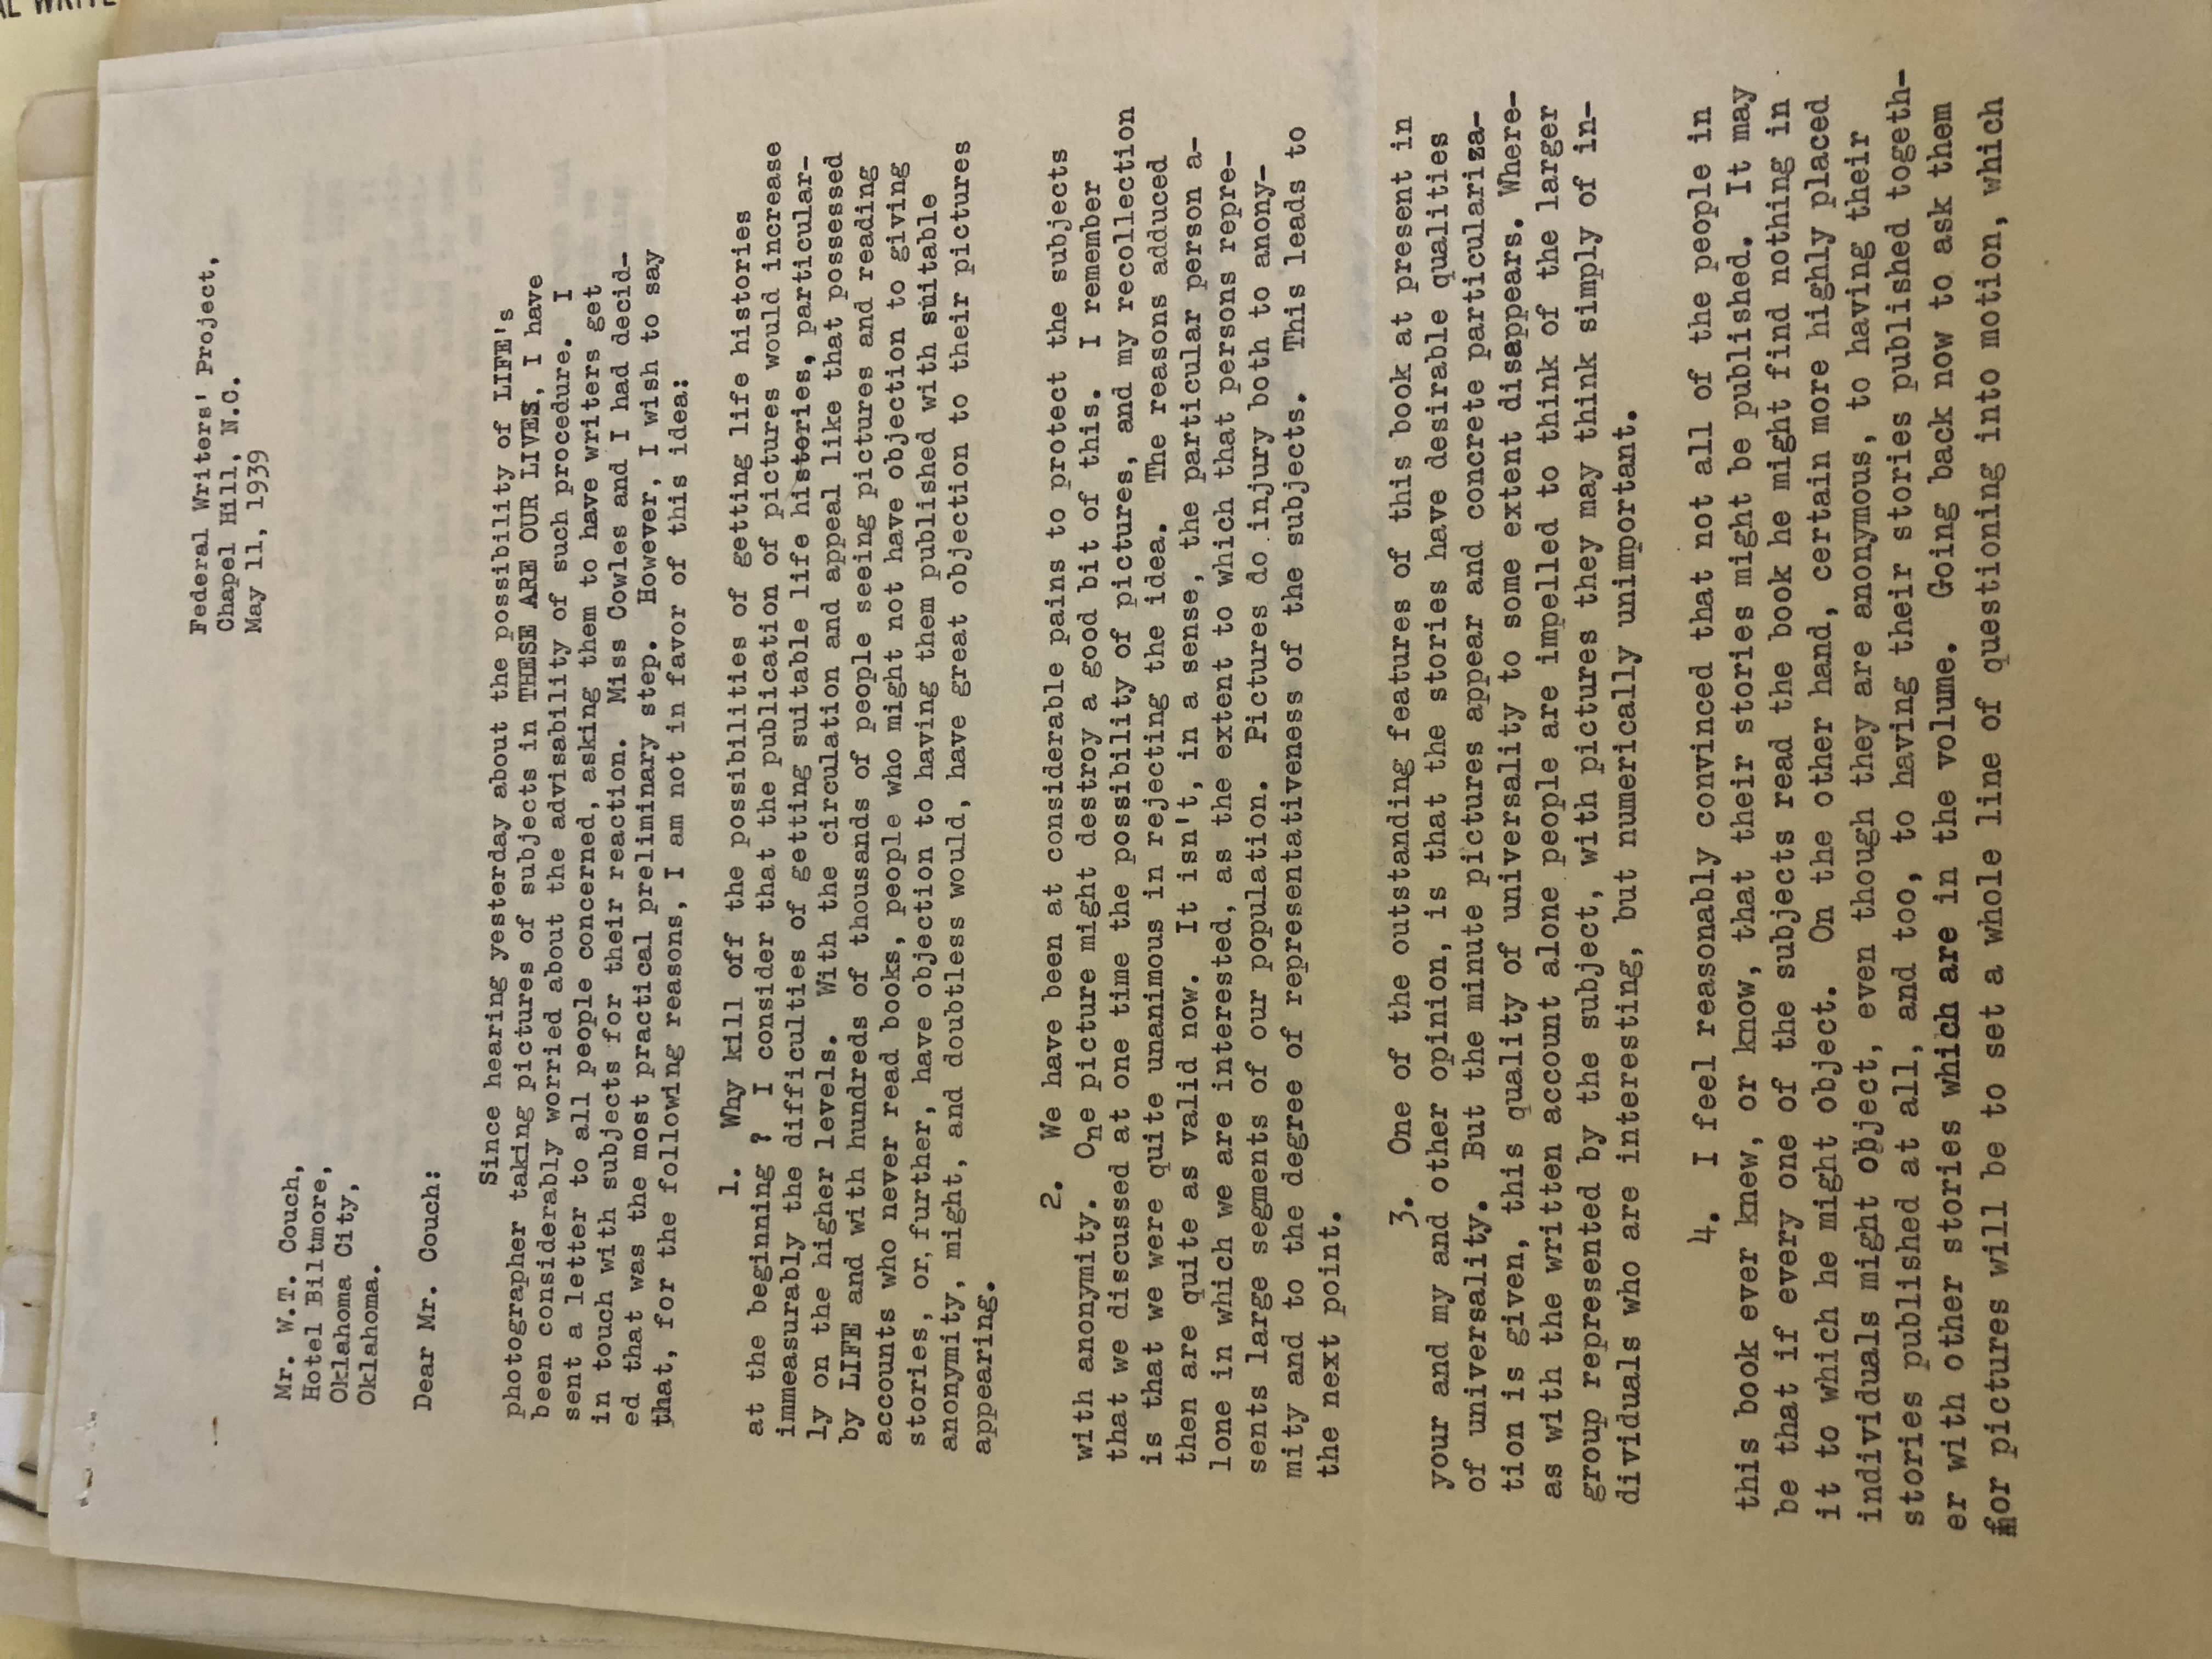 Federal Writers' Project,
Chapel Hill, N.C.
May 11, 1939
Mr. W.T. Couch,
Hotel Biltmore,
Oklahoma City,
Oklahoma.
Dear Mr. Couch:
Since hearing yesterday about the possibility of LIFE's
photographer taking pictures of subjects in THESE ARE OUR LIVES, I have
been considerably worried about the advisability of such procedure. I
sent a letter to all people concerned, asking them to have writers get
in touch with subjects for their reaction. Miss Cowles and I had decid-
ed that was the most practical preliminary step. However, I wish to say
that, for the following reasons, I am not in favor of this idea:
1. Why kill off the possibilities of getting life histories
at the beginning ? I consider that the publication of pictures would increase
immeasurably the difficulties of getting suitable life histories, particular-
ly on the higher levels. With the circulation and appeal like that possessed
by LIFE and with hundreds of thousands of people seeing pictures and reading
accounts who never read books, people who might not have objection to giving
stories, or, further, have objection to having them published with suitable
anonymity, might, and doubtless would, have great objection to their pictures
appearing.
2. We have been at considerable pains to protect the subjects
with anonymity. One picture might destroy a good bit of this. I remember
that we discussed at one time the possibility of pictures, and my recollection
is that we were quite unanimous in rejecting the idea. The reasons adduced
then are quite as valid now. It isn't, in a sense, the particular person a-
lone in which we are interested, as the extent to which that persons repre-
sents large segments of our population. Pictures do injury both to anony-
mity and to the degree of representativeness of the subjects. This leads to
the next point.
3. One of the outstanding features of this book at present in
your and my and other opinion, is that the stories have desirable qualities
of universality. But the minute pictures appear and concrete particulariza-
tion is given, this quality of universality to some extent disappears. Where-
as with the written account alone people are impelled to think of the larger
group represented by the subject, with pictures they may think simply of in-
dividuals who are interesting, but numerically unimportant.
4. I feel reasonably convinced that not all of the people in
this book ever knew, or know, that their stories might be published. It may
be that if every one of the subjects read the book he might find nothing in
it to which he might object. On the other hand, certain more highly placed
individuals might object, even though they are anonymous, to having their
stories published at all, and too, to having their stories published togeth-
er with other stories which are in the volume. Going back now to ask them
for pictures will be to set a whole line of questioning into motion, which